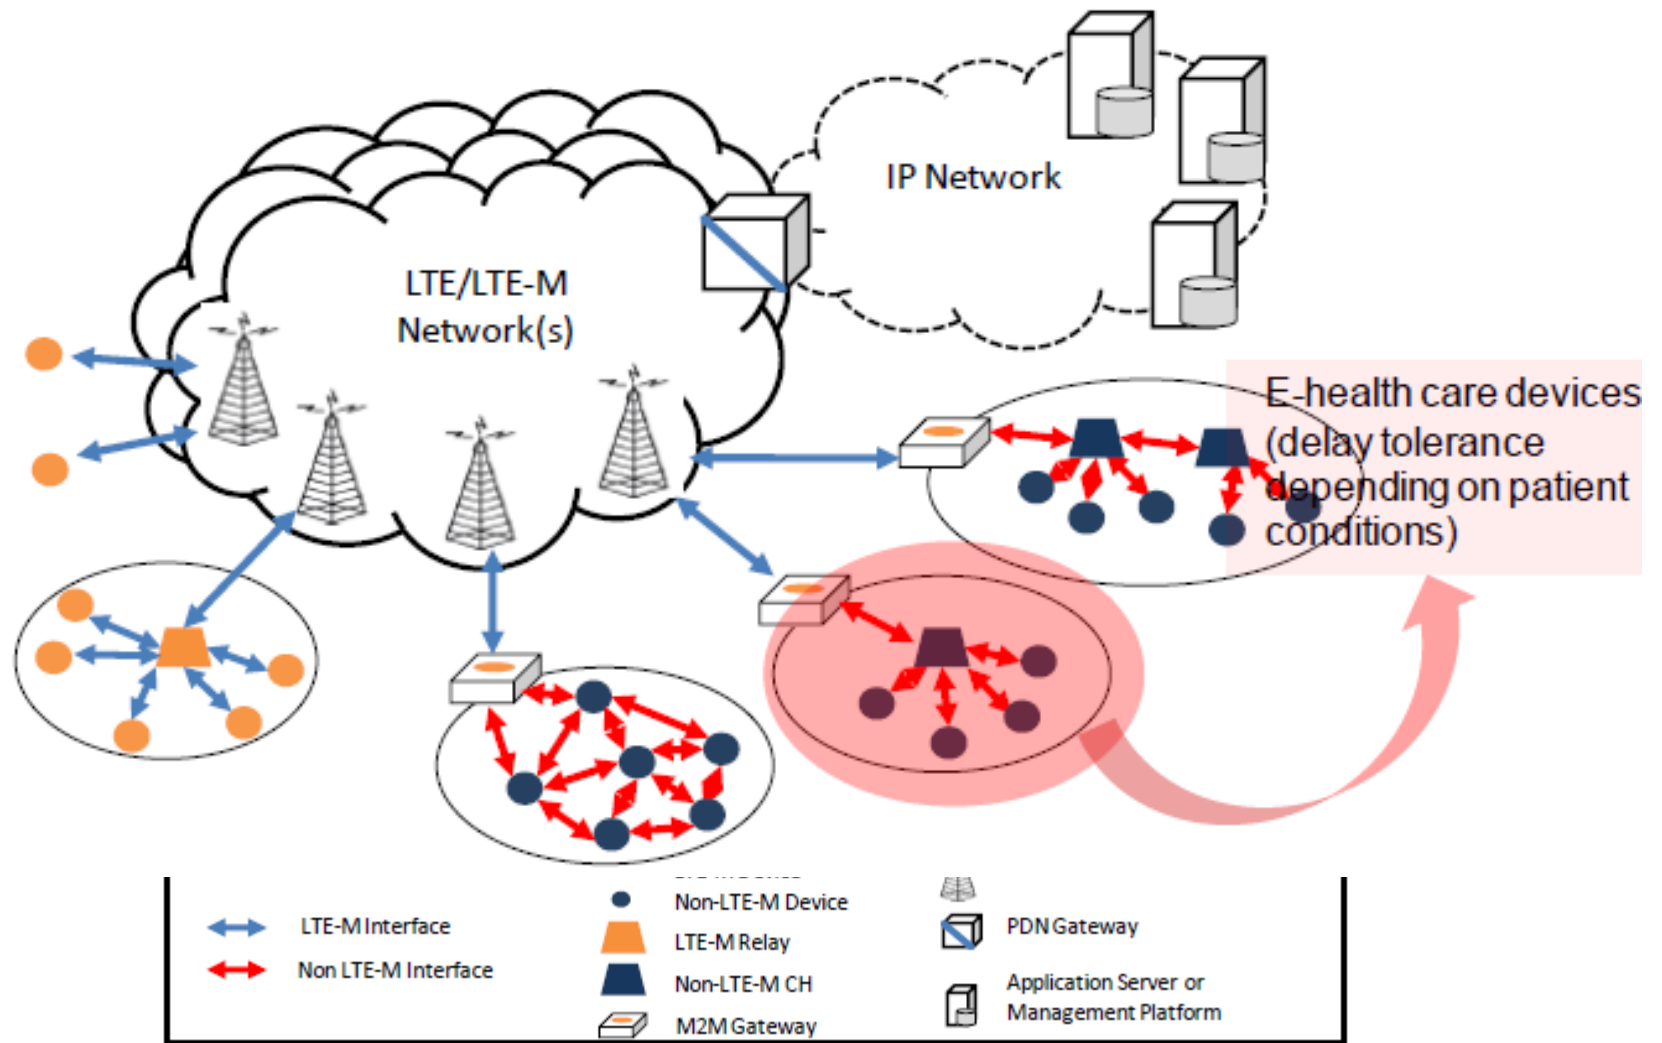 IP Network
LTE/LTE-M
Network(s)
E-health care devices
(delay tolerance
depending on patient
conditions)
LTE-M Interface
Non LTE-M Interface
Non-LTE-M Device
LTE-M Relay
Non-LTE-M CH
M2M Gateway
PDN Gateway
Application Server or
Management Platform